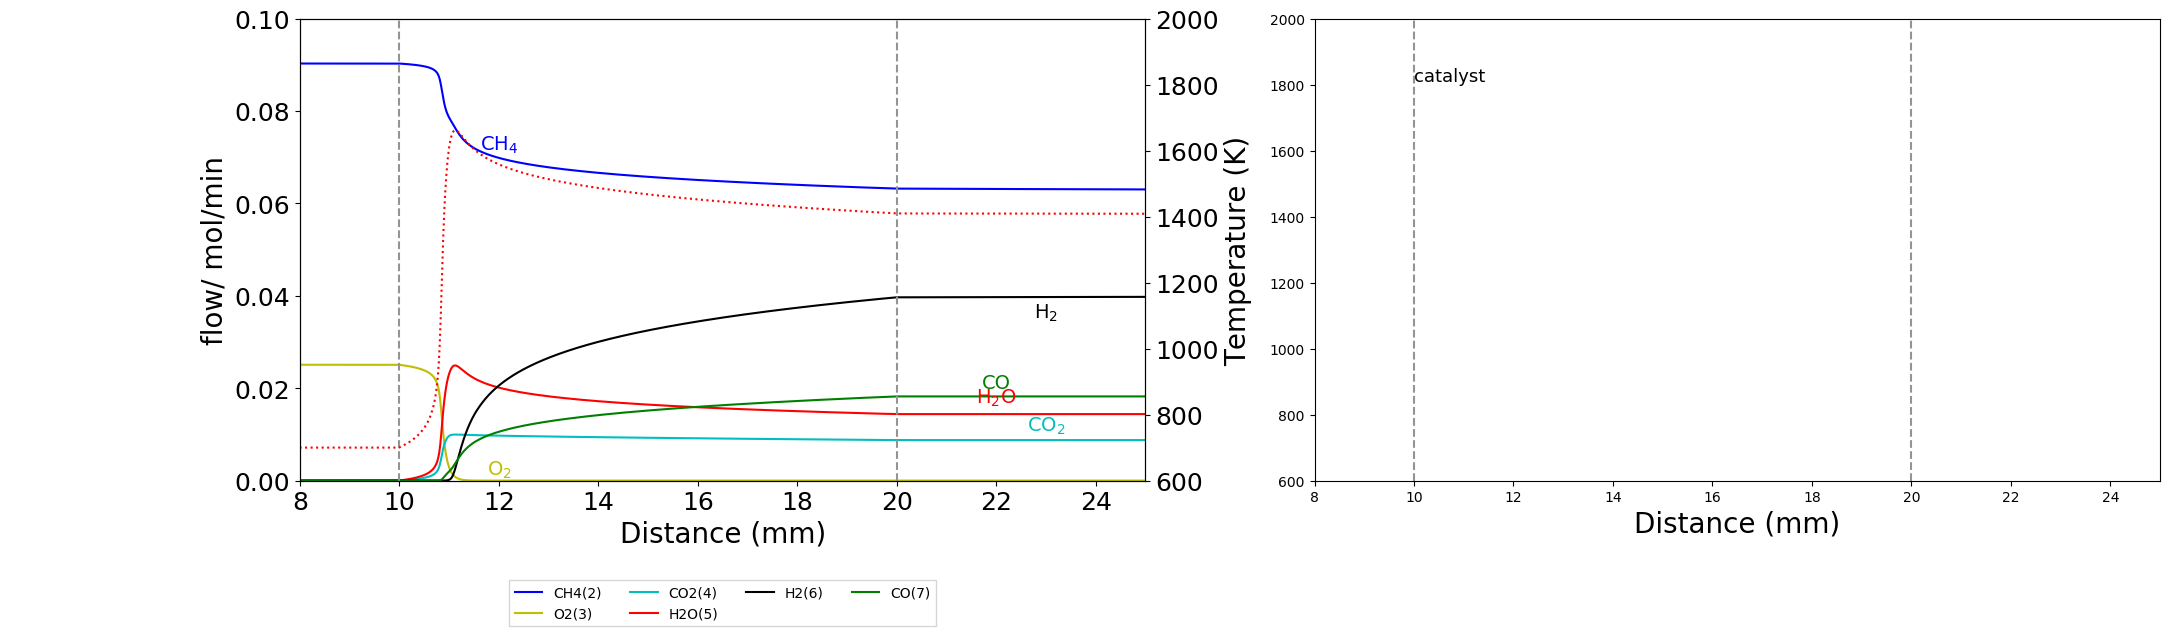 0.10
0.08
0.06
0.04
0.02
0.00
flow/ mol/min
8 10 12 14 16 18 20 22 24
Distance (mm)
2000
1800
1600
1400
1200
1000
800
600
Temperature (K)
CH₄
H₂
CO
H₂O
CO₂
O₂
CH4(2) CO2(4) H2(6) CO(7)
O2(3) H2O(5)
2000
1800
1600
1400
1200
1000
800
600
catalyst
8 10 12 14 16 18 20 22 24
Distance (mm)